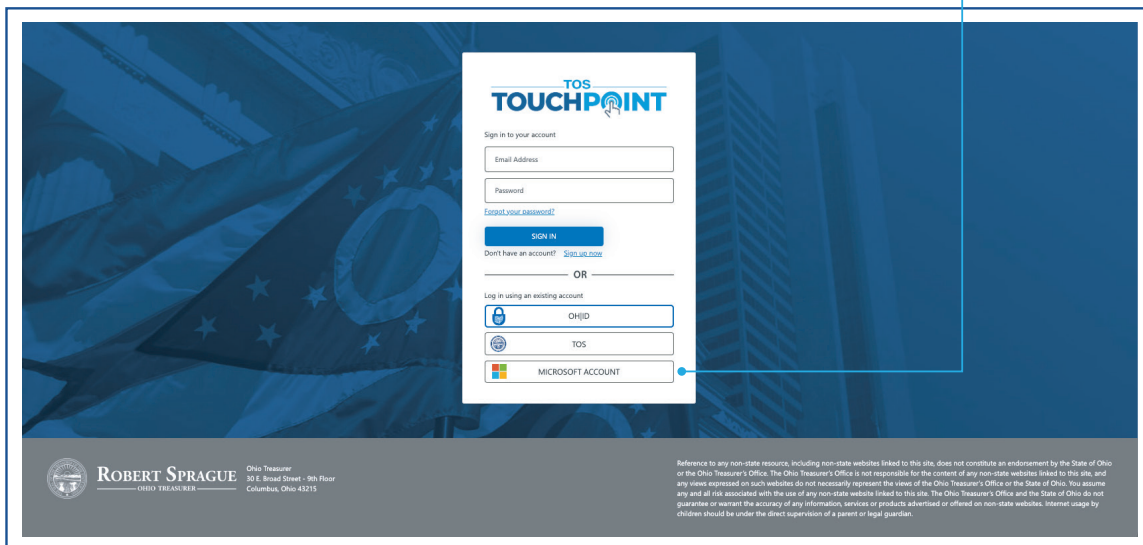 TOS
TOUCHPOINT
Sign in to your account
Email Address
Password
Forgot your password?
SIGN IN
Don't have an account? Sign up now
OR
Log in using an existing account
OH|ID
TOS
MICROSOFT ACCOUNT
ROBERT SPRAGUE
OHIO TREASURER
Ohio Treasurer
30 E. Broad Street - 9th Floor
Columbus, Ohio 43215
Reference to any non-state resource, including non-state websites linked to this site, does not constitute an endorsement by the State of Ohio
or the Ohio Treasurer's Office. The Ohio Treasurer's Office is not responsible for the content of any non-state websites linked to this site, and
any views expressed on such websites do not necessarily represent the views of the Ohio Treasurer's Office or the State of Ohio. You assume
any and all risk associated with the use of any non-state website linked to this site. The Ohio Treasurer's Office and the State of Ohio do not
guarantee or warrant the accuracy of any information, services or products advertised or offered on non-state websites. Internet usage by
children should be under the direct supervision of a parent or legal guardian.